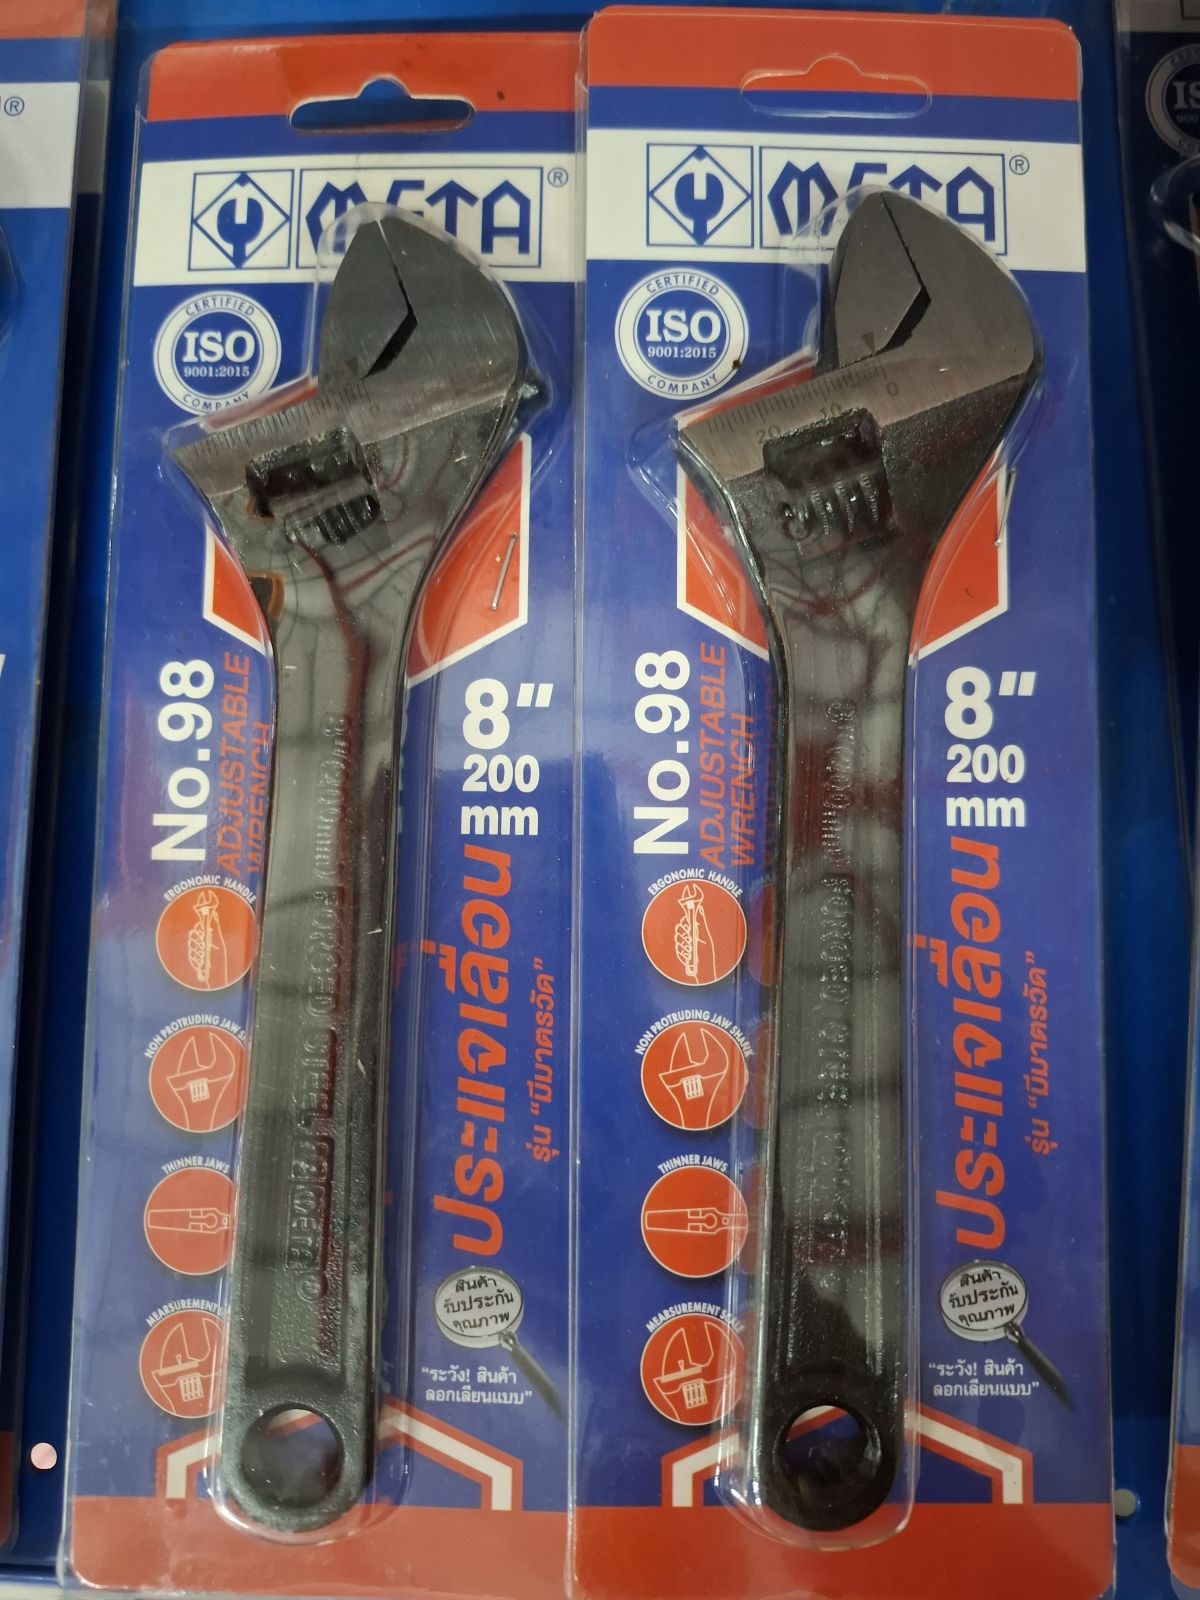 ®
META®
CERTIFIED
ISO
9001:2015
COMPANY
0
No.98
ADJUSTABLE
WRENCH
8"
200
mm
ERGONOMIC HANDLE
NON PROTRUDING JAW
THINNER JAWS
MEARSUREMENT
ประแจเลื่อน
รุ่น "มีมาตรวัด"
สินค้า
รับประกัน
คุณภาพ
"ระวัง! สินค้า
ลอกเลียนแบบ"
META®
CERTIFIED
ISO
9001:2015
COMPANY
20 10 0
No.98
ADJUSTABLE
WRENCH
8"
200
mm
ERGONOMIC HANDLE
NON PROTRUDING JAW SHANK
THINNER JAWS
MEARSUREMENT SCALE
ประแจเลื่อน
รุ่น "มีมาตรวัด"
สินค้า
รับประกัน
คุณภาพ
"ระวัง! สินค้า
ลอกเลียนแบบ"